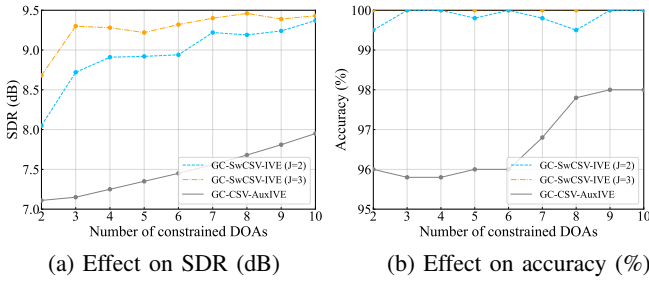 9.5
9.0
8.5
8.0
7.5
7.0
SDR (dB)
GC-SwCSV-IVE (J=2)
GC-SwCSV-IVE (J=3)
GC-CSV-AuxIVE
2 3 4 5 6 7 8 9 10
Number of constrained DOAs
(a) Effect on SDR (dB)
100
99
98
97
96
95
Accuracy (%)
GC-SwCSV-IVE (J=2)
GC-SwCSV-IVE (J=3)
GC-CSV-AuxIVE
2 3 4 5 6 7 8 9 10
Number of constrained DOAs
(b) Effect on accuracy (%)